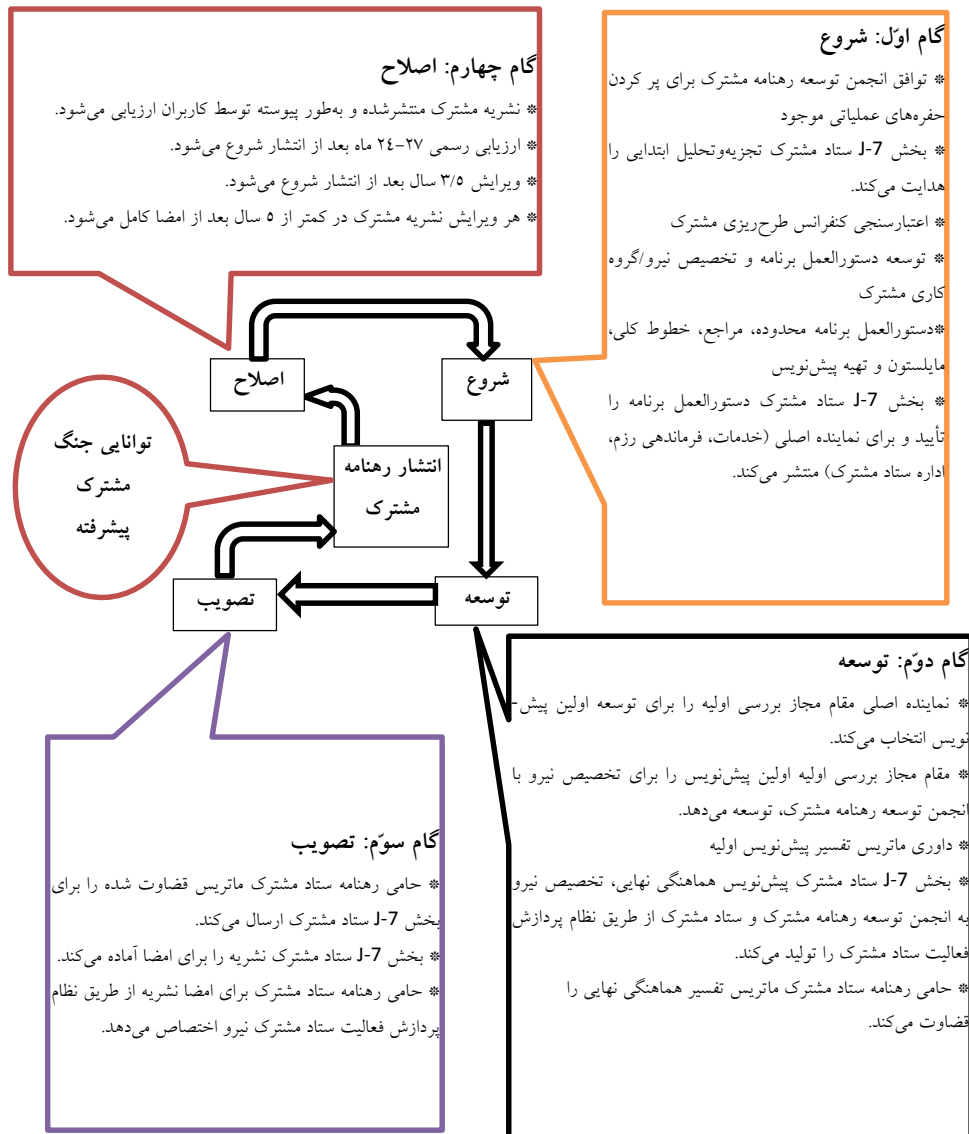 گام اوّل: شروع
* توافق انجمن توسعه رهنامه مشترک برای پر کردن
حفره‌های عملیاتی موجود
* بخش J-7 ستاد مشترک تجزیه‌وتحلیل ابتدایی را
هدایت می‌کند.
* اعتبارسنجی کنفرانس طرح‌ریزی مشترک
* توسعه دستورالعمل برنامه و تخصیص نیرو/گروه
کاری مشترک
*دستورالعمل برنامه محدوده، مراجع، خطوط کلی،
مایلستون و تهیه پیش‌نویس
* بخش J-7 ستاد مشترک دستورالعمل برنامه را
تأیید و برای نماینده اصلی (خدمات، فرماندهی رزم،
اداره ستاد مشترک) منتشر می‌کند.
گام چهارم: اصلاح
* نشریه مشترک منتشرشده و به‌طور پیوسته توسط کاربران ارزیابی می‌شود.
* ارزیابی رسمی ۲۷-۲٤ ماه بعد از انتشار شروع می‌شود.
* ویرایش ۳/٥ سال بعد از انتشار شروع می‌شود.
* هر ویرایش نشریه مشترک در کمتر از ٥ سال بعد از امضا کامل می‌شود.
شروع
اصلاح
انتشار رهنامه
مشترک
توانایی جنگ
مشترک
پیشرفته
توسعه
تصویب
گام دوّم: توسعه
* نماینده اصلی مقام مجاز بررسی اولیه را برای توسعه اولین پیش-
نویس انتخاب می‌کند.
* مقام مجاز بررسی اولیه اولین پیش‌نویس را برای تخصیص نیرو با
انجمن توسعه رهنامه مشترک، توسعه می‌دهد.
* داوری ماتریس تفسیر پیش‌نویس اولیه
* بخش J-7 ستاد مشترک پیش‌نویس هماهنگی نهایی، تخصیص نیرو
به انجمن توسعه رهنامه مشترک و ستاد مشترک از طریق نظام پردازش
فعالیت ستاد مشترک را تولید می‌کند.
* حامی رهنامه ستاد مشترک ماتریس تفسیر هماهنگی نهایی را
قضاوت می‌کند.
گام سوّم: تصویب
* حامی رهنامه ستاد مشترک ماتریس قضاوت شده را برای
بخش J-7 ستاد مشترک ارسال می‌کند.
* بخش J-7 ستاد مشترک نشریه را برای امضا آماده می‌کند.
* حامی رهنامه ستاد مشترک برای امضا نشریه از طریق نظام
پردازش فعالیت ستاد مشترک نیرو اختصاص می‌دهد.